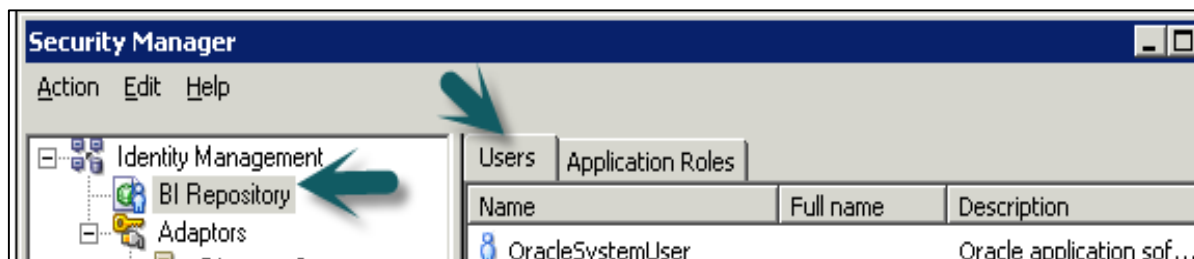 Security Manager
Action Edit Help
Identity Management
BI Repository
Adaptors
Users Application Roles
Name Full name Description
OracleSystemUser Oracle application sof...